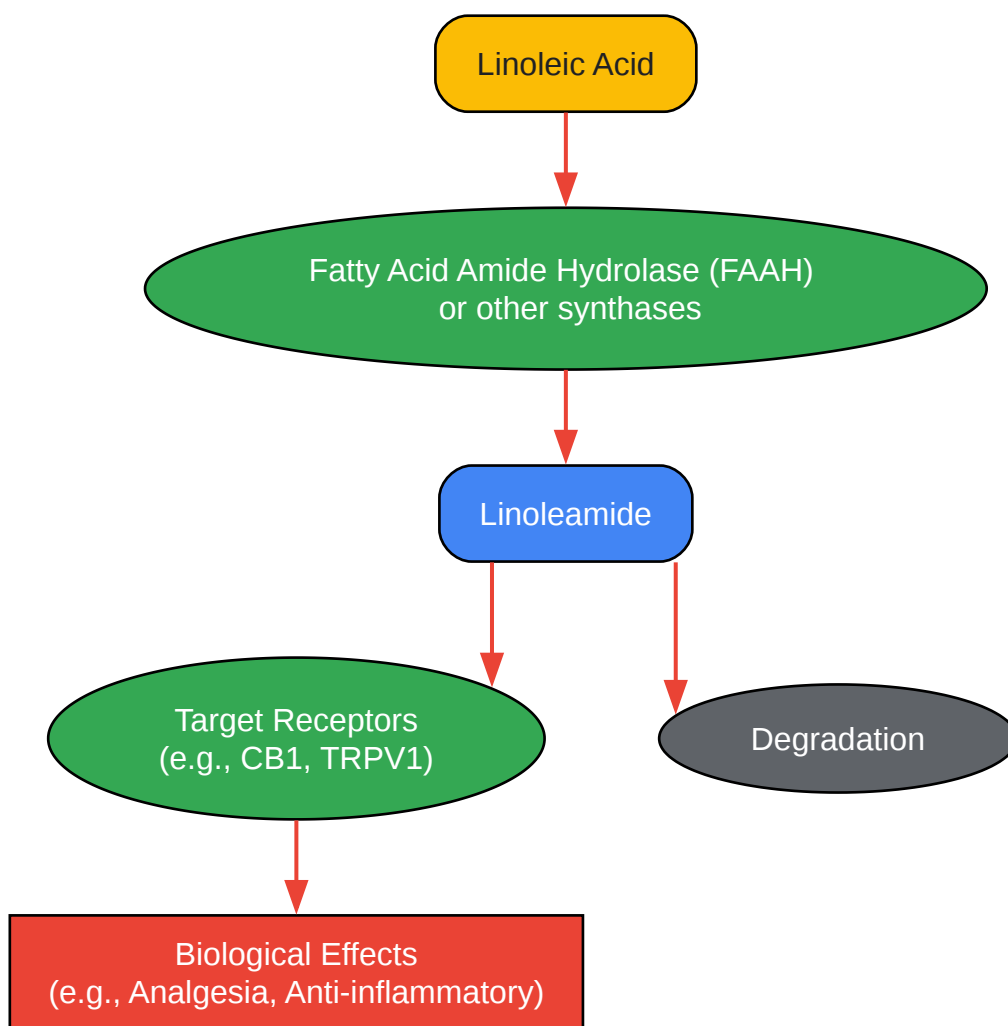 Linoleic Acid
Fatty Acid Amide Hydrolase (FAAH)
or other synthases
Linoleamide
Target Receptors
(e.g., CB1, TRPV1)
Degradation
Biological Effects
(e.g., Analgesia, Anti-inflammatory)